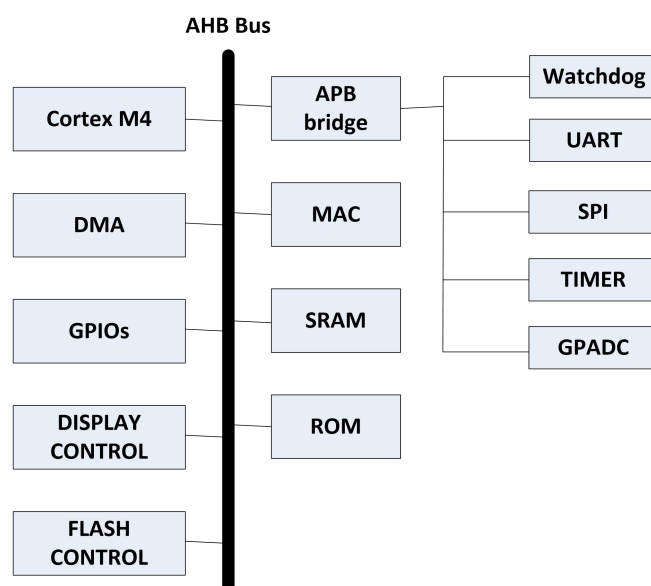 AHB Bus
Cortex M4
DMA
GPIOs
DISPLAY
CONTROL
FLASH
CONTROL
APB
bridge
MAC
SRAM
ROM
Watchdog
UART
SPI
TIMER
GPADC